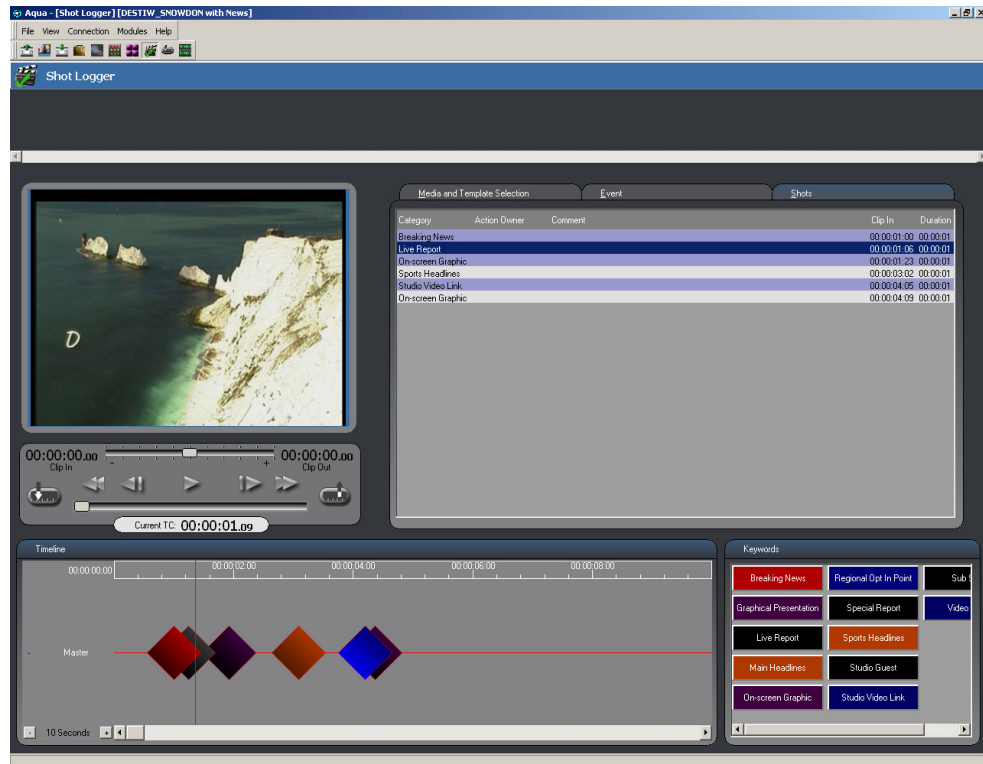 Aqua - [Shot Logger] [DESTIW_SNOWDON with News]
File View Connection Modules Help
Shot Logger
Media and Template Selection Event Shots
Category Action Owner Comment Clip In Duration
Breaking News 00:00:01:00 00:00:01
Live Report 00:00:01:06 00:00:01
On-screen Graphic 00:00:01:23 00:00:01
Sports Headlines 00:00:03:02 00:00:01
Studio Video Link 00:00:04:05 00:00:01
On-screen Graphic 00:00:04:09 00:00:01
D
00:00:00.00 - + 00:00:00.00
Clip In Clip Out
Current TC: 00:00:01.09
Timeline
00:00:00:00 00:00:02:00 00:00:04:00 00:00:06:00 00:00:08:00
- Master
- 10 Seconds +
Keywords
Breaking News Regional Opt In Point Sub
Graphical Presentation Special Report Video
Live Report Sports Headlines
Main Headlines Studio Guest
On-screen Graphic Studio Video Link